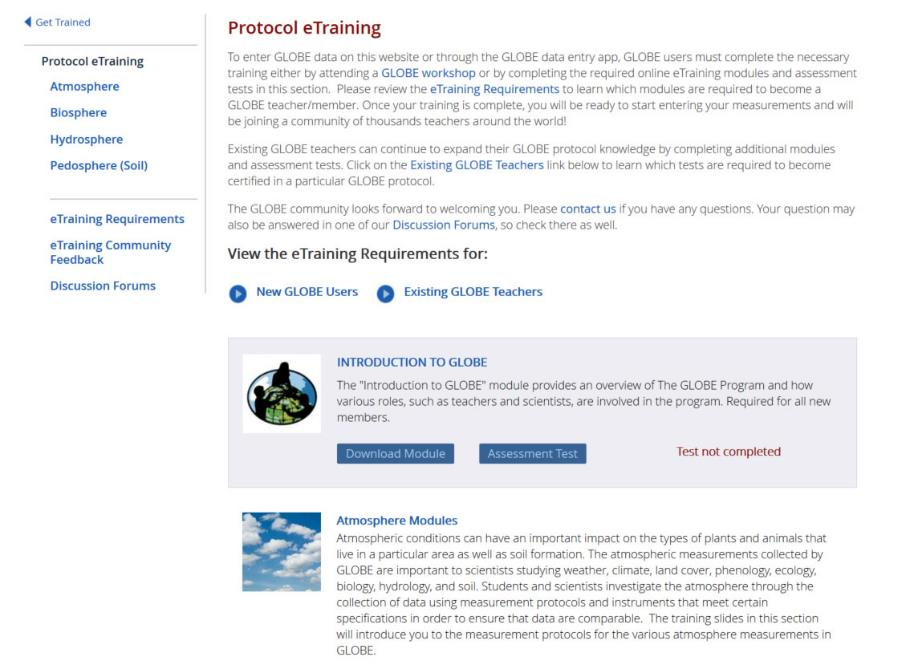 Get Trained
Protocol eTraining
Atmosphere
Biosphere
Hydrosphere
Pedosphere (Soil)
eTraining Requirements
eTraining Community
Feedback
Discussion Forums
Protocol eTraining
To enter GLOBE data on this website or through the GLOBE data entry app, GLOBE users must complete the necessary
training either by attending a GLOBE workshop or by completing the required online eTraining modules and assessment
tests in this section. Please review the eTraining Requirements to learn which modules are required to become a
GLOBE teacher/member. Once your training is complete, you will be ready to start entering your measurements and will
be joining a community of thousands teachers around the world!
Existing GLOBE teachers can continue to expand their GLOBE protocol knowledge by completing additional modules
and assessment tests. Click on the Existing GLOBE Teachers link below to learn which tests are required to become
certified in a particular GLOBE protocol.
The GLOBE community looks forward to welcoming you. Please contact us if you have any questions. Your question may
also be answered in one of our Discussion Forums, so check there as well.
View the eTraining Requirements for:
New GLOBE Users Existing GLOBE Teachers
INTRODUCTION TO GLOBE
The "Introduction to GLOBE" module provides an overview of The GLOBE Program and how
various roles, such as teachers and scientists, are involved in the program. Required for all new
members.
Download Module Assessment Test Test not completed
Atmosphere Modules
Atmospheric conditions can have an important impact on the types of plants and animals that
live in a particular area as well as soil formation. The atmospheric measurements collected by
GLOBE are important to scientists studying weather, climate, land cover, phenology, ecology,
biology, hydrology, and soil. Students and scientists investigate the atmosphere through the
collection of data using measurement protocols and instruments that meet certain
specifications in order to ensure that data are comparable. The training slides in this section
will introduce you to the measurement protocols for the various atmosphere measurements in
GLOBE.